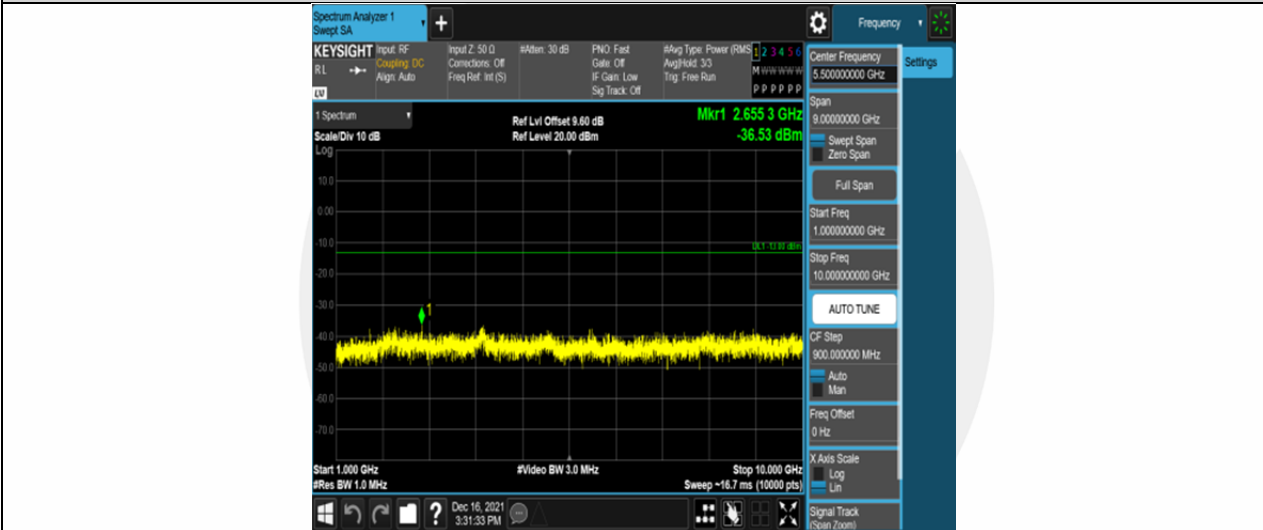 Spectrum Analyzer 1
Swept SA
+
Frequency
KEYSIGHT
RL
LV
Input: RF
Coupling: DC
Align: Auto
Input Z: 50 Ω
Corrections: Off
Freq Ref: Int (S)
#Atten: 30 dB
PNO: Fast
Gate: Off
IF Gain: Low
Sig Track: Off
#Avg Type: Power (RMS
Avg|Hold: 3/3
Trig: Free Run
1 2 3 4 5 6
M W W W W W
P P P P P P
1 Spectrum
Scale/Div 10 dB
Log
Ref Lvl Offset 9.60 dB
Ref Level 20.00 dBm
Mkr1 2.655 3 GHz
-36.53 dBm
10.0
0.00
-10.0
DL1 -13.00 dBm
-20.0
-30.0
1
-40.0
-50.0
-60.0
-70.0
Start 1.000 GHz
#Res BW 1.0 MHz
#Video BW 3.0 MHz
Stop 10.000 GHz
Sweep ~16.7 ms (10000 pts)
?
Dec 16, 2021
3:31:33 PM
Center Frequency
5.500000000 GHz
Span
9.00000000 GHz
Swept Span
Zero Span
Full Span
Start Freq
1.000000000 GHz
Stop Freq
10.000000000 GHz
AUTO TUNE
CF Step
900.000000 MHz
Auto
Man
Freq Offset
0 Hz
X Axis Scale
Log
Lin
Signal Track
(Span Zoom)
Settings